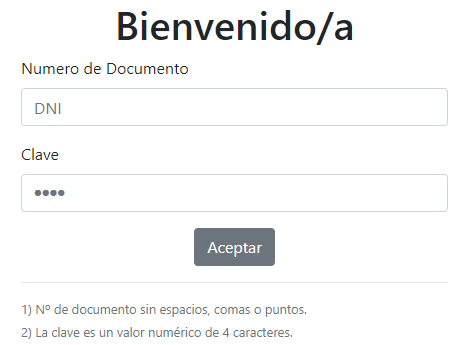 Bienvenido/a
Numero de Documento
DNI
Clave
••••
Aceptar
1) Nº de documento sin espacios, comas o puntos.
2) La clave es un valor numérico de 4 caracteres.